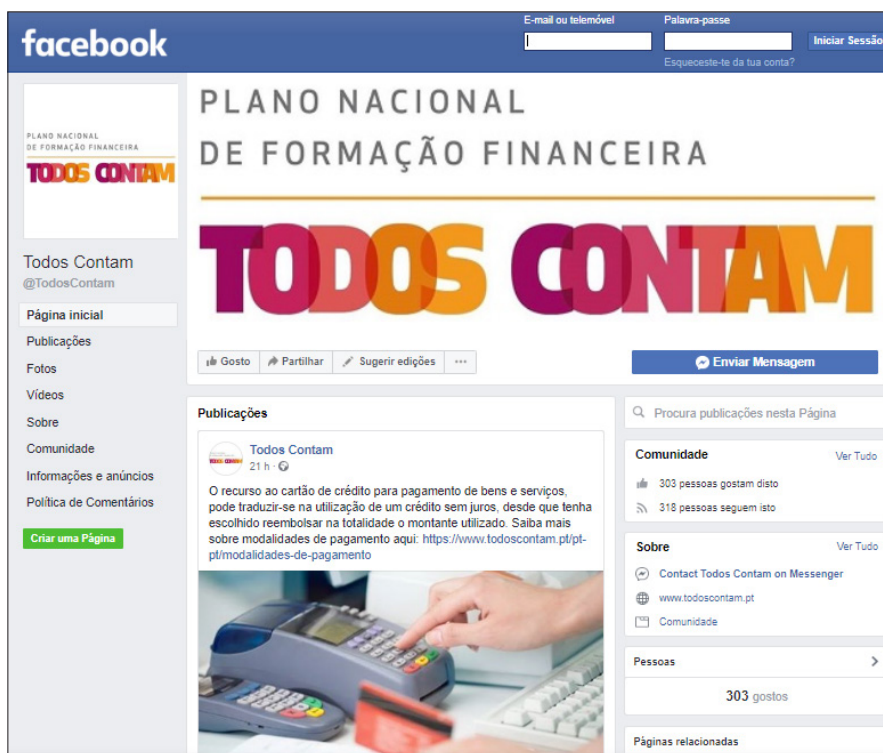 facebook
E-mail ou telemóvel
Palavra-passe
Iniciar Sessão
Esqueceste-te da tua conta?
PLANO NACIONAL
DE FORMAÇÃO FINANCEIRA
TODOS CONTAM
Todos Contam
@TodosContam
Página inicial
Publicações
Fotos
Vídeos
Sobre
Comunidade
Informações e anúncios
Política de Comentários
Criar uma Página
PLANO NACIONAL
DE FORMAÇÃO FINANCEIRA
TODOS CONTAM
Gosto
Partilhar
Sugerir edições
Enviar Mensagem
Publicações
Todos Contam
21 h ·
O recurso ao cartão de crédito para pagamento de bens e serviços,
pode traduzir-se na utilização de um crédito sem juros, desde que tenha
escolhido reembolsar na totalidade o montante utilizado. Saiba mais
sobre modalidades de pagamento aqui: https://www.todoscontam.pt/pt-
pt/modalidades-de-pagamento
Procura publicações nesta Página
Comunidade
Ver Tudo
303 pessoas gostam disto
318 pessoas seguem isto
Sobre
Ver Tudo
Contact Todos Contam on Messenger
www.todoscontam.pt
Comunidade
Pessoas
303 gostos
Páginas relacionadas